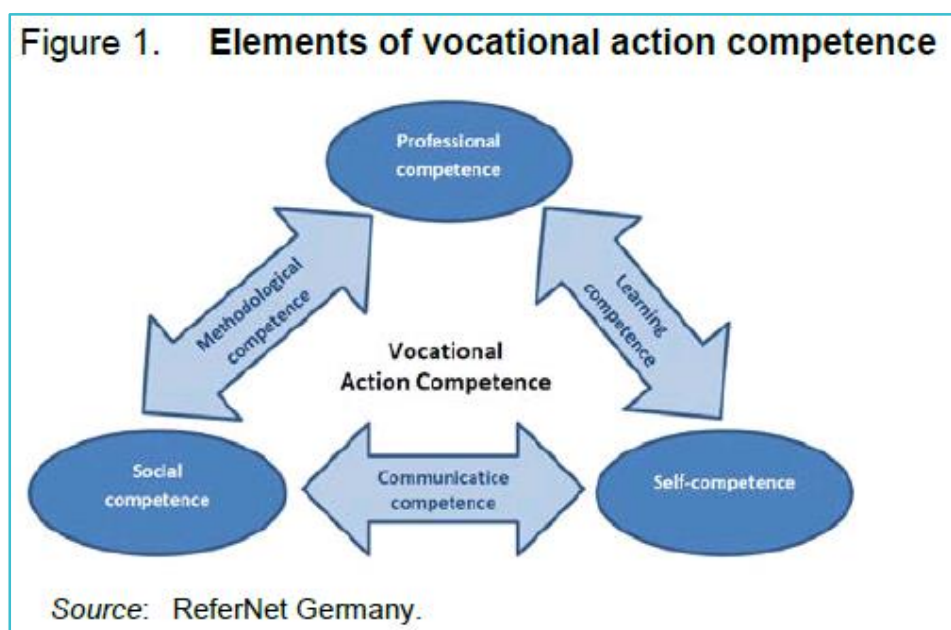 Figure 1. Elements of vocational action competence
Professional
competence
Methodological
competence
Learning
competence
Vocational
Action Competence
Social
competence
Communicatice
competence
Self-competence
Source: ReferNet Germany.